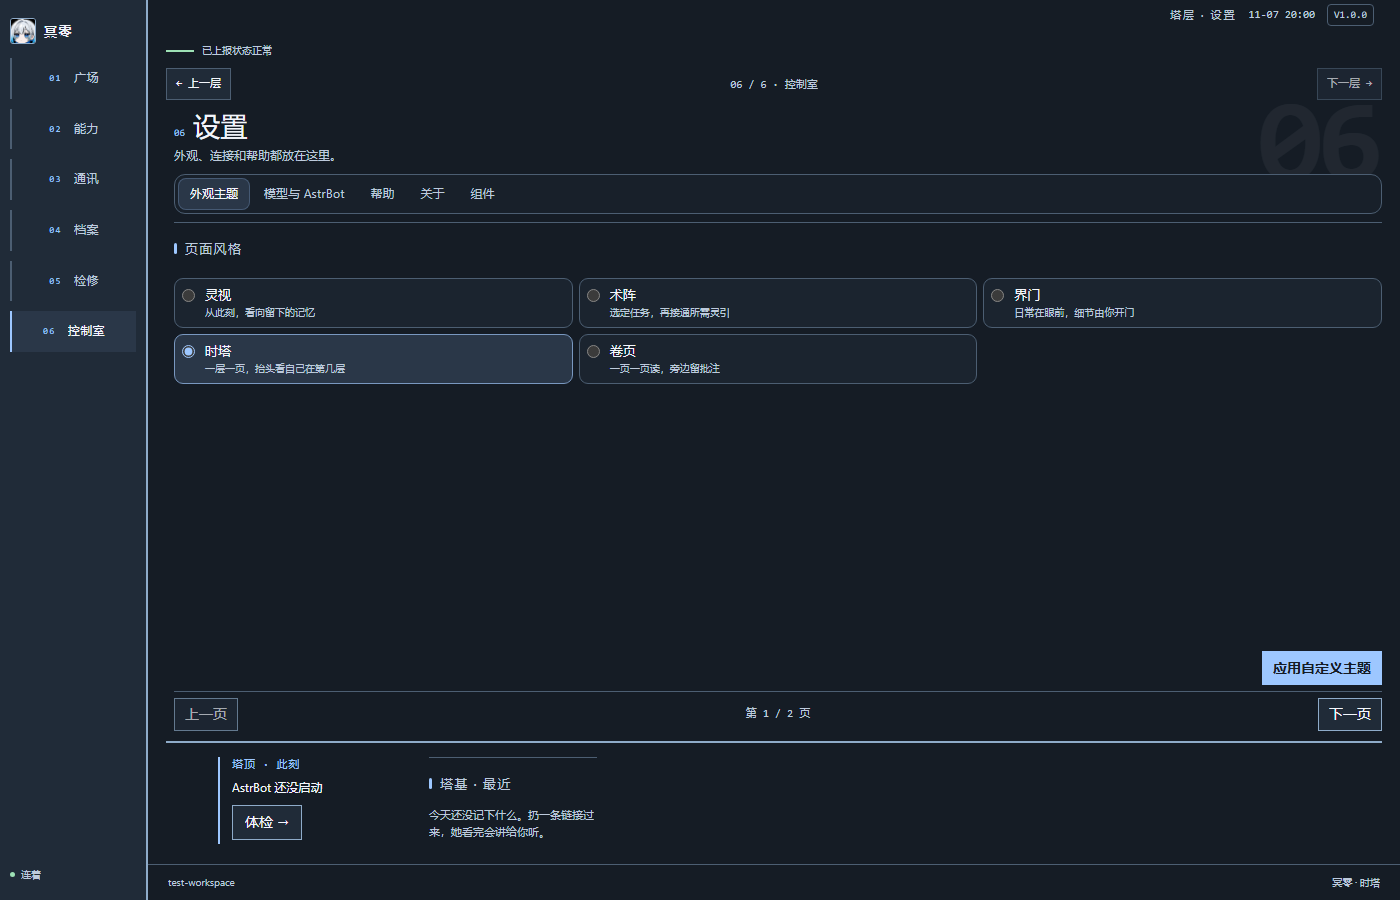 冥零
01 广场
02 能力
03 通讯
04 档案
05 检修
06 控制室
连着
塔层 · 设置 11-07 20:00 V1.0.0
已上报状态正常
← 上一层
06 / 6 · 控制室
下一层 →
06
06 设置
外观、连接和帮助都放在这里。
外观主题 模型与 AstrBot 帮助 关于 组件
页面风格
灵视
从此刻，看向留下的记忆
术阵
选定任务，再接通所需灵引
界门
日常在眼前，细节由你开门
时塔
一层一页，抬头看自己在第几层
卷页
一页一页读，旁边留批注
应用自定义主题
上一页
第 1 / 2 页
下一页
塔顶 · 此刻
AstrBot 还没启动
体检 →
塔基 · 最近
今天还没记下什么。扔一条链接过
来，她看完会讲给你听。
test-workspace
冥零 · 时塔